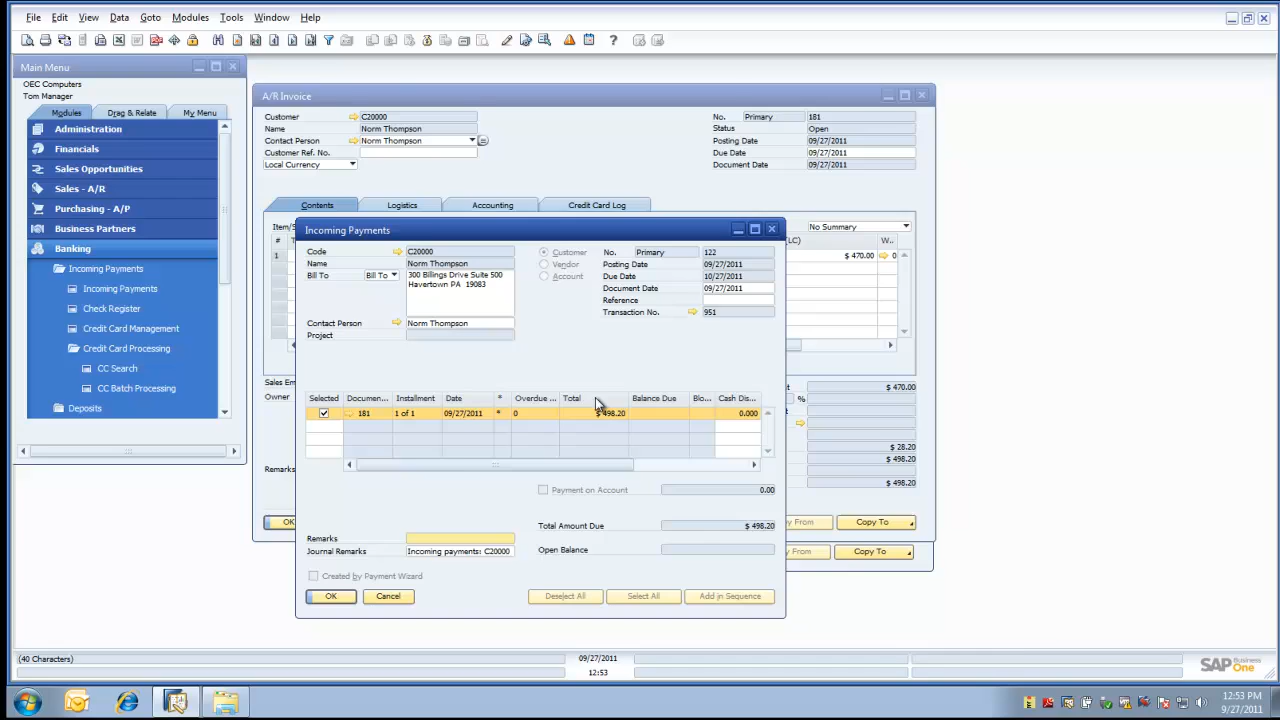 File Edit View Data Goto Modules Tools Window Help
Main Menu
OEC Computers
Tom Manager
Modules Drag & Relate My Menu
Administration
Financials
Sales Opportunities
Sales - A/R
Purchasing - A/P
Business Partners
Banking
Incoming Payments
Incoming Payments
Check Register
Credit Card Management
Credit Card Processing
CC Search
CC Batch Processing
Deposits
A/R Invoice
Customer C20000 No. Primary 181
Name Norm Thompson Status Open
Contact Person Norm Thompson Posting Date 09/27/2011
Customer Ref. No. Due Date 09/27/2011
Local Currency Document Date 09/27/2011
Contents Logistics Accounting Credit Card Log
Item/S No Summary
# T (LC) W..
1 $ 470.00 0
Sales Em t $ 470.00
Owner %
$ 28.20
Remarks $ 498.20
$ 498.20
OK y From Copy To
From Copy To
Incoming Payments
Code C20000 Customer No. Primary 122
Name Norm Thompson Vendor Posting Date 09/27/2011
Bill To Bill To 300 Billings Drive Suite 500 Account Due Date 10/27/2011
Havertown PA 19083 Document Date 09/27/2011
Reference
Transaction No. 951
Contact Person Norm Thompson
Project
Selected Documen... Installment Date * Overdue ... Total Balance Due Blo... Cash Dis...
181 1 of 1 09/27/2011 * 0 $ 498.20 0.000
Payment on Account 0.00
Total Amount Due $ 498.20
Remarks
Journal Remarks Incoming payments: C20000 Open Balance
Created by Payment Wizard
OK Cancel Deselect All Select All Add in Sequence
(40 Characters) 09/27/2011
12:53
SAP Business One
12:53 PM
9/27/2011